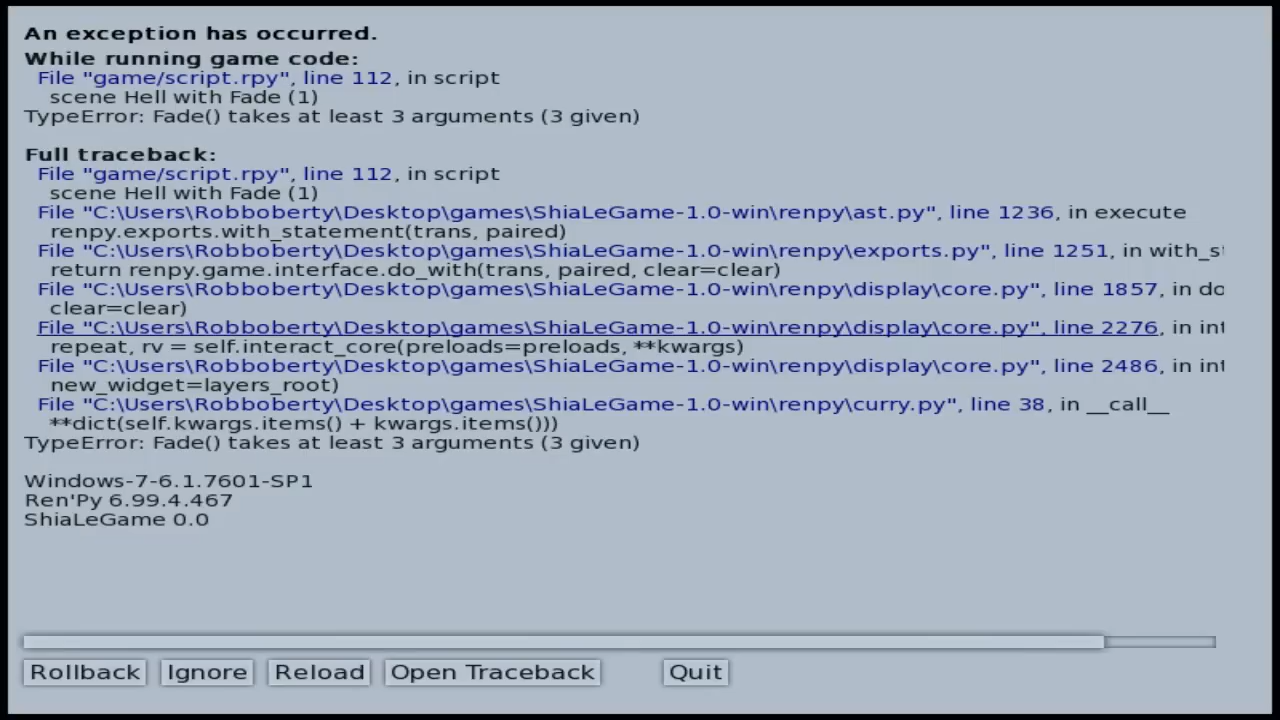 An exception has occurred.
While running game code:
File "game/script.rpy", line 112, in script
scene Hell with Fade (1)
TypeError: Fade() takes at least 3 arguments (3 given)
Full traceback:
File "game/script.rpy", line 112, in script
scene Hell with Fade (1)
File "C:\Users\Robboberty\Desktop\games\ShiaLeGame-1.0-win\renpy\ast.py", line 1236, in execute
renpy.exports.with_statement(trans, paired)
File "C:\Users\Robboberty\Desktop\games\ShiaLeGame-1.0-win\renpy\exports.py", line 1251, in with_st
return renpy.game.interface.do_with(trans, paired, clear=clear)
File "C:\Users\Robboberty\Desktop\games\ShiaLeGame-1.0-win\renpy\display\core.py", line 1857, in do
clear=clear)
File "C:\Users\Robboberty\Desktop\games\ShiaLeGame-1.0-win\renpy\display\core.py", line 2276, in int
repeat, rv = self.interact_core(preloads=preloads, **kwargs)
File "C:\Users\Robboberty\Desktop\games\ShiaLeGame-1.0-win\renpy\display\core.py", line 2486, in int
new_widget=layers_root)
File "C:\Users\Robboberty\Desktop\games\ShiaLeGame-1.0-win\renpy\curry.py", line 38, in __call__
**dict(self.kwargs.items() + kwargs.items()))
TypeError: Fade() takes at least 3 arguments (3 given)
Windows-7-6.1.7601-SP1
Ren'Py 6.99.4.467
ShiaLeGame 0.0
Rollback Ignore Reload Open Traceback Quit